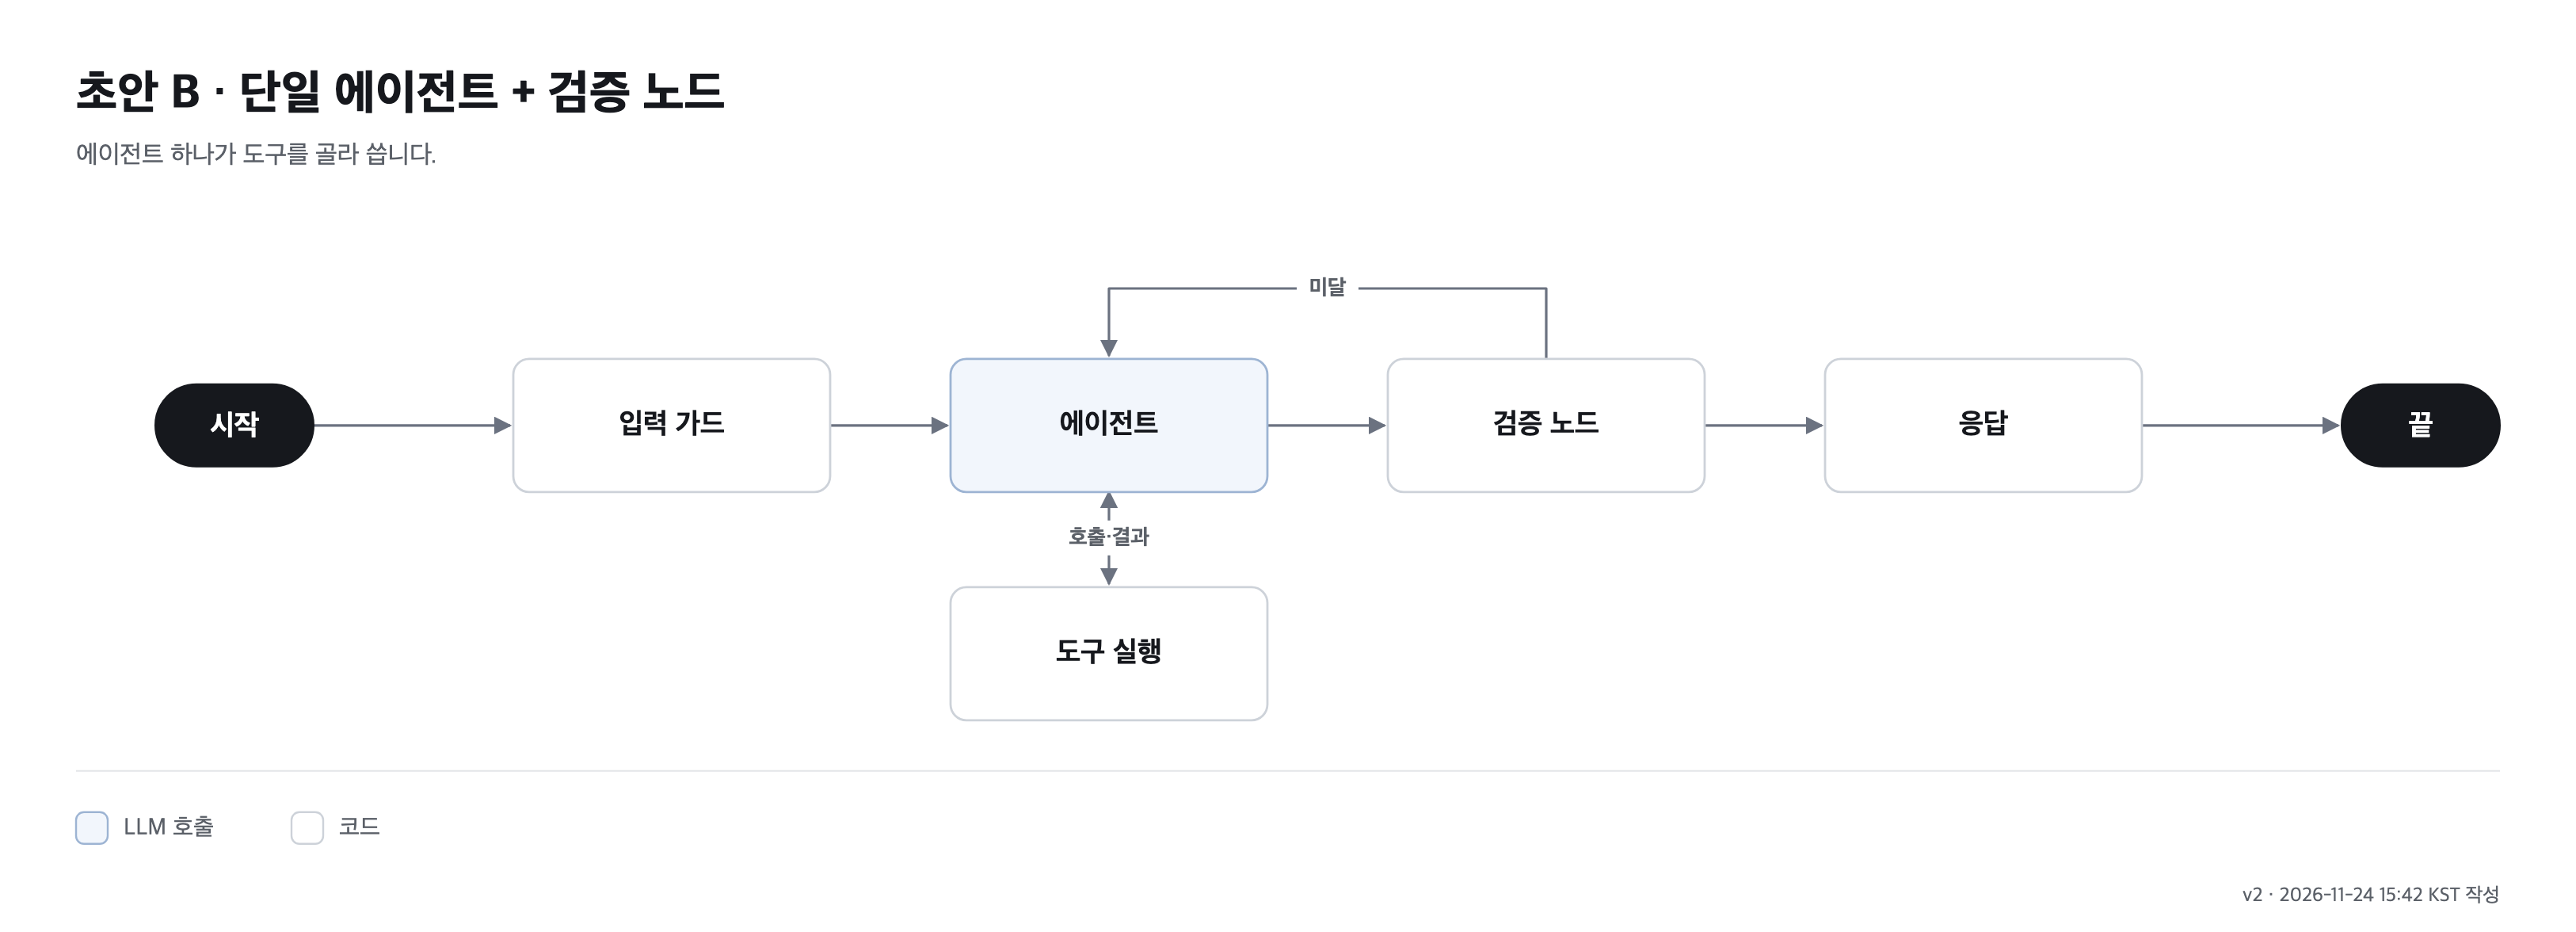 초안 B · 단일 에이전트 + 검증 노드
에이전트 하나가 도구를 골라 씁니다.
미달
시작
입력 가드
에이전트
검증 노드
응답
끝
호출·결과
도구 실행
LLM 호출
코드
v2 · 2026-11-24 15:42 KST 작성